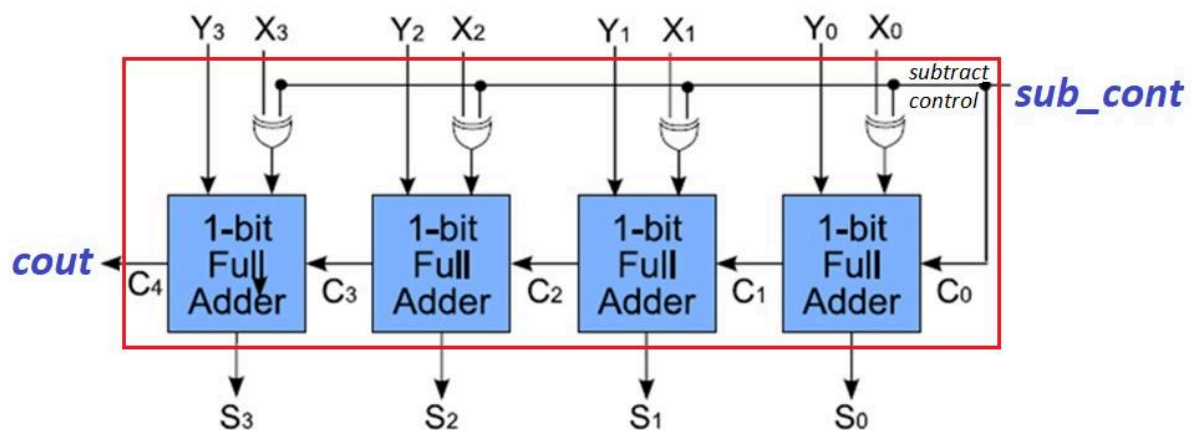 Y3 X3 Y2 X2 Y1 X1 Y0 X0
subtract
control
sub_cont
1-bit
Full
Adder
1-bit
Full
Adder
1-bit
Full
Adder
1-bit
Full
Adder
cout
C4 C3 C2 C1 C0
S3 S2 S1 S0